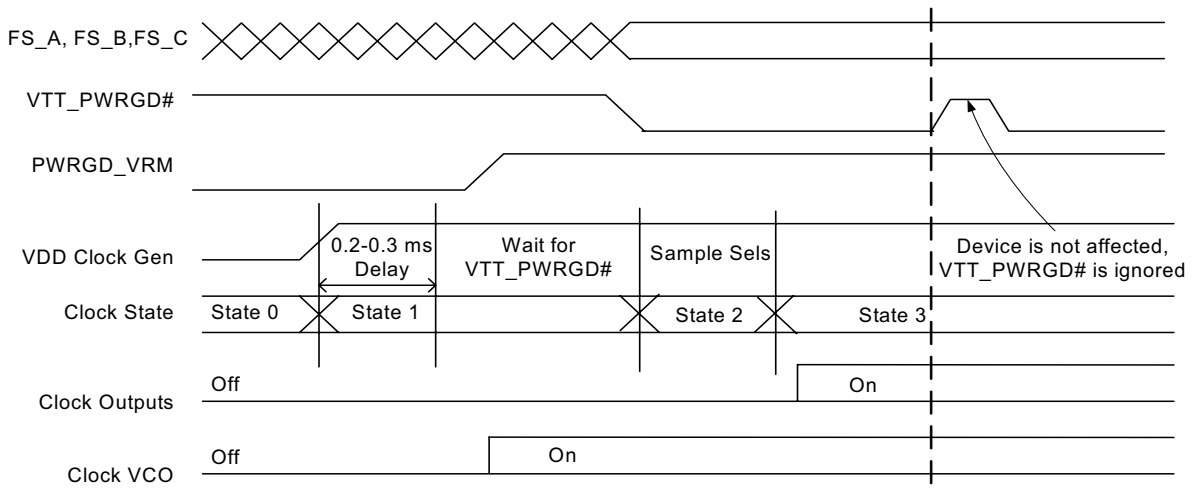 FS_A, FS_B,FS_C
VTT_PWRGD#
PWRGD_VRM
VDD Clock Gen
0.2-0.3 ms
Delay
Wait for
VTT_PWRGD#
Sample Sels
Device is not affected,
VTT_PWRGD# is ignored
Clock State
State 0
State 1
State 2
State 3
Clock Outputs
Off
On
Clock VCO
Off
On